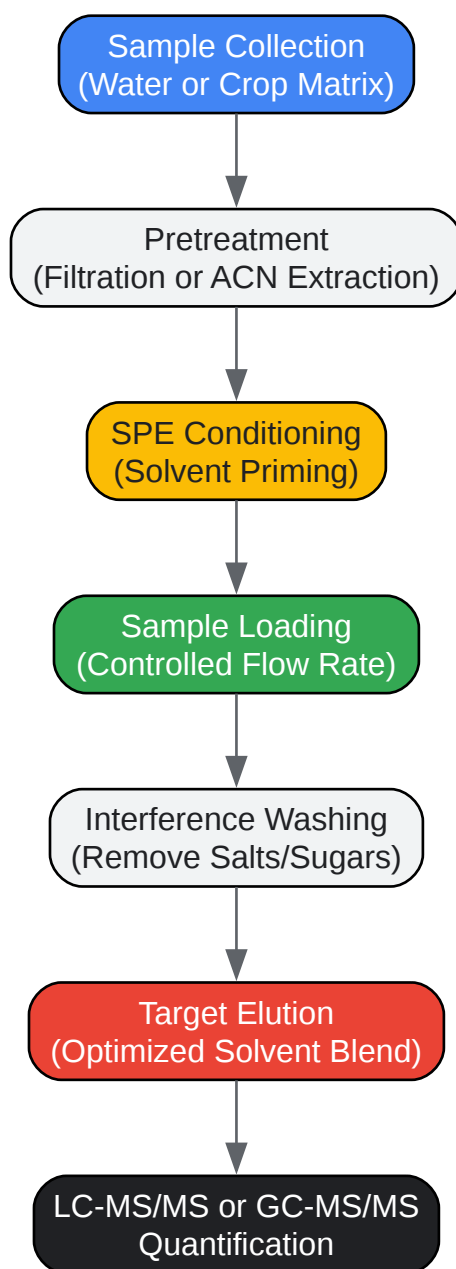 Sample Collection
(Water or Crop Matrix)
Pretreatment
(Filtration or ACN Extraction)
SPE Conditioning
(Solvent Priming)
Sample Loading
(Controlled Flow Rate)
Interference Washing
(Remove Salts/Sugars)
Target Elution
(Optimized Solvent Blend)
LC-MS/MS or GC-MS/MS
Quantification